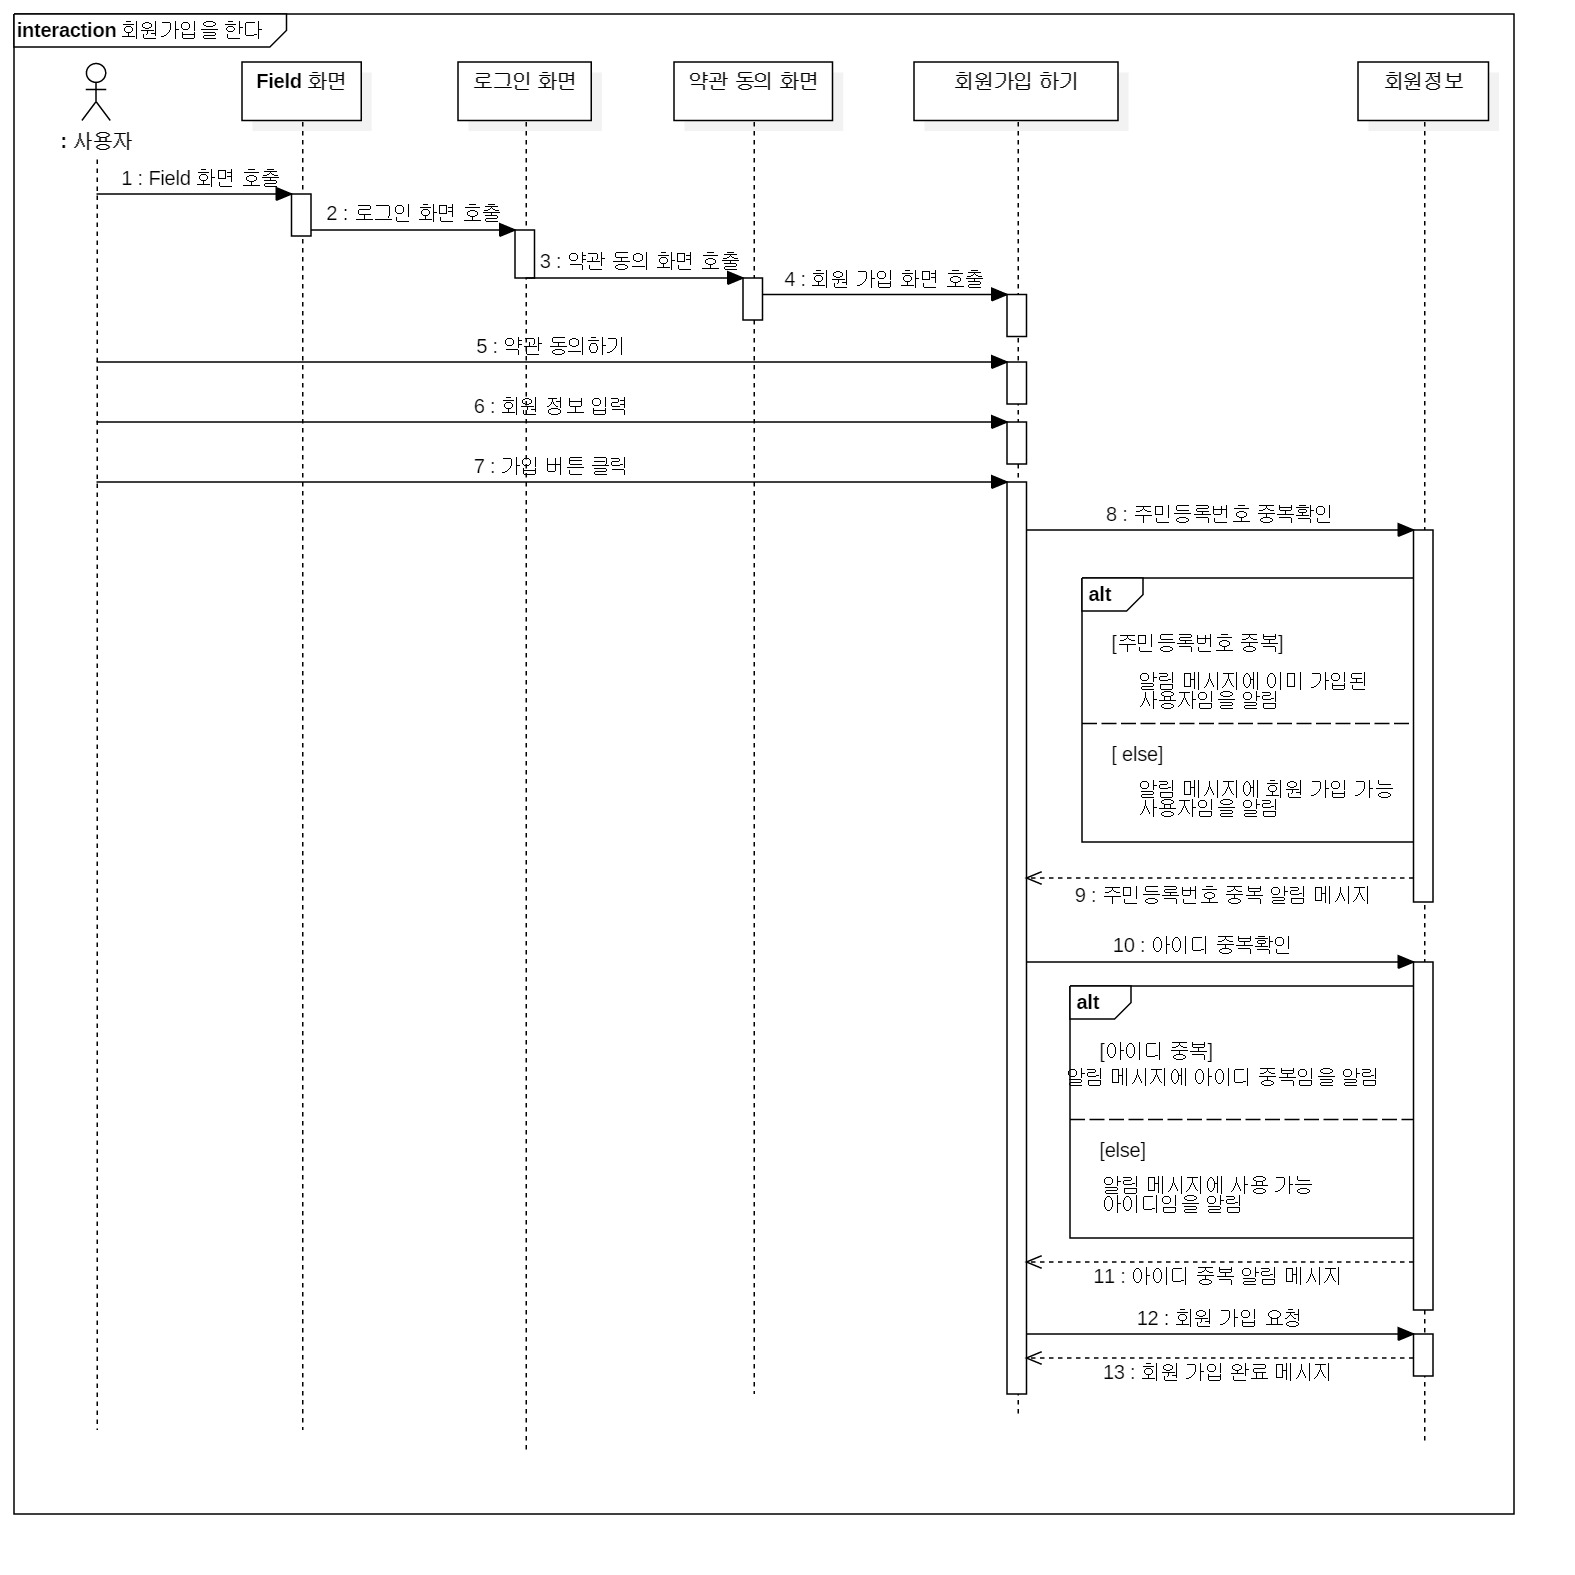 interaction 회원가입을 한다
Field 화면
로그인 화면
약관 동의 화면
회원가입 하기
회원정보
: 사용자
1 : Field 화면 호출
2 : 로그인 화면 호출
3 : 약관 동의 화면 호출
4 : 회원 가입 화면 호출
5 : 약관 동의하기
6 : 회원 정보 입력
7 : 가입 버튼 클릭
8 : 주민등록번호 중복확인
alt
[주민등록번호 중복]
알림 메시지에 이미 가입된
사용자임을 알림
[ else]
알림 메시지에 회원 가입 가능
사용자임을 알림
9 : 주민등록번호 중복 알림 메시지
10 : 아이디 중복확인
alt
[아이디 중복]
알림 메시지에 아이디 중복임을 알림
[else]
알림 메시지에 사용 가능
아이디임을 알림
11 : 아이디 중복 알림 메시지
12 : 회원 가입 요청
13 : 회원 가입 완료 메시지